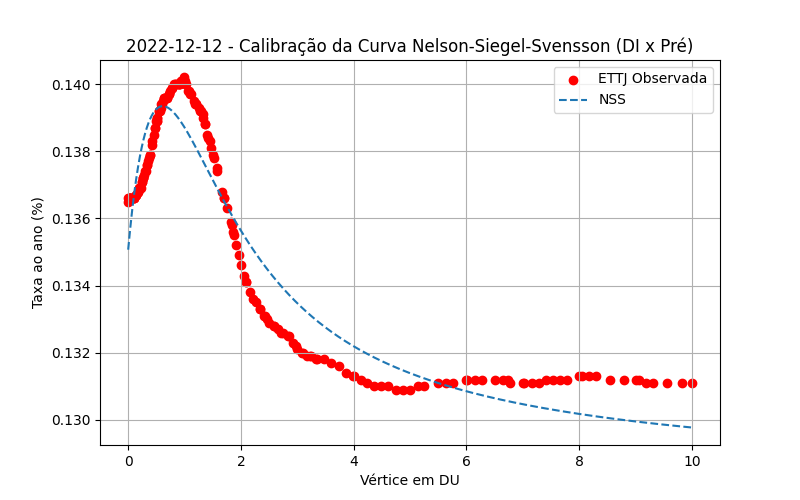 2022-12-12 - Calibração da Curva Nelson-Siegel-Svensson (DI x Pré)
ETTJ Observada
NSS
Taxa ao ano (%)
0.140
0.138
0.136
0.134
0.132
0.130
0 2 4 6 8 10
Vértice em DU